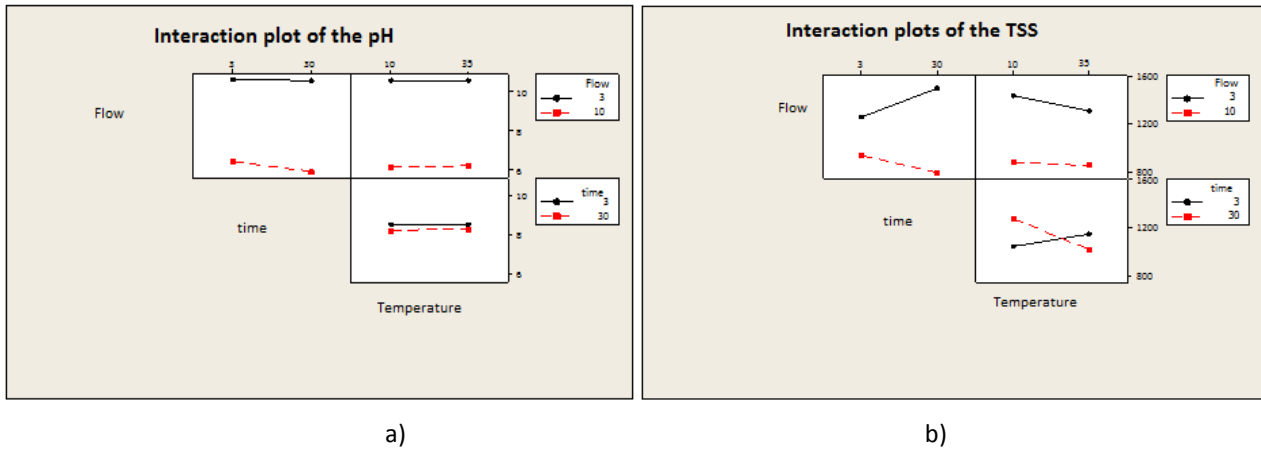 Interaction plot of the pH
3 30 10 35
Flow
10
8
6
Flow
3
10
time
10
8
6
time
3
30
Temperature
a)
Interaction plots of the TSS
3 30 10 35
Flow
1600
1200
800
Flow
3
10
time
1600
1200
800
time
3
30
Temperature
b)